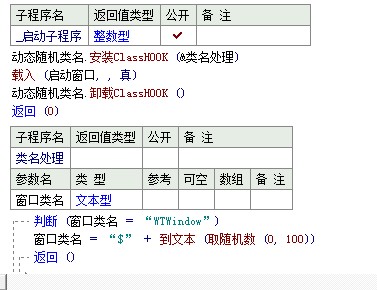 子程序名 返回值类型 公开 备 注
_启动子程序 整数型 ✓
动态随机类名.安装ClassHOOK (&类名处理)
载入 (启动窗口, , 真)
动态随机类名.卸载ClassHOOK ()
返回 (0)
子程序名 返回值类型 公开 备 注
类名处理
参数名 类 型 参考 可空 数组 备 注
窗口类名 文本型
判断 (窗口类名 = “WTWindow”)
窗口类名 = “$” + 到文本 (取随机数 (0, 100))
返回 ()